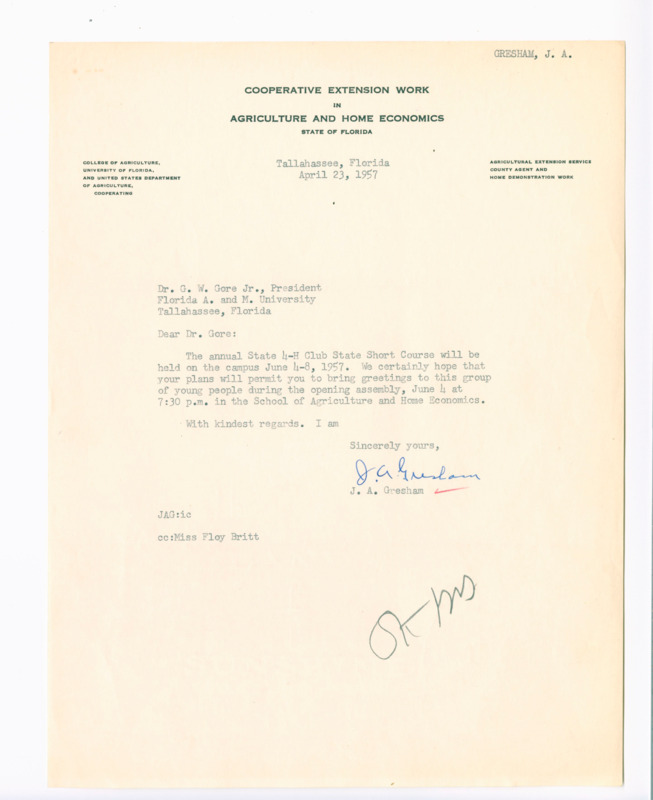 GRESHAM, J. A.
COOPERATIVE EXTENSION WORK
IN
AGRICULTURE AND HOME ECONOMICS
STATE OF FLORIDA
COLLEGE OF AGRICULTURE,
UNIVERSITY OF FLORIDA,
AND UNITED STATES DEPARTMENT
OF AGRICULTURE,
COOPERATING
Tallahassee, Florida
April 23, 1957
AGRICULTURAL EXTENSION SERVICE
COUNTY AGENT AND
HOME DEMONSTRATION WORK
Dr. G. W. Gore Jr., President
Florida A. and M. University
Tallahassee, Florida
Dear Dr. Gore:
The annual State 4-H Club State Short Course will be
held on the campus June 4-8, 1957. We certainly hope that
your plans will permit you to bring greetings to this group
of young people during the opening assembly, June 4 at
7:30 p.m. in the School of Agriculture and Home Economics.
With kindest regards. I am
Sincerely yours,
J. A. Gresham
J. A. Gresham
JAG:ic
cc:Miss Floy Britt
OK